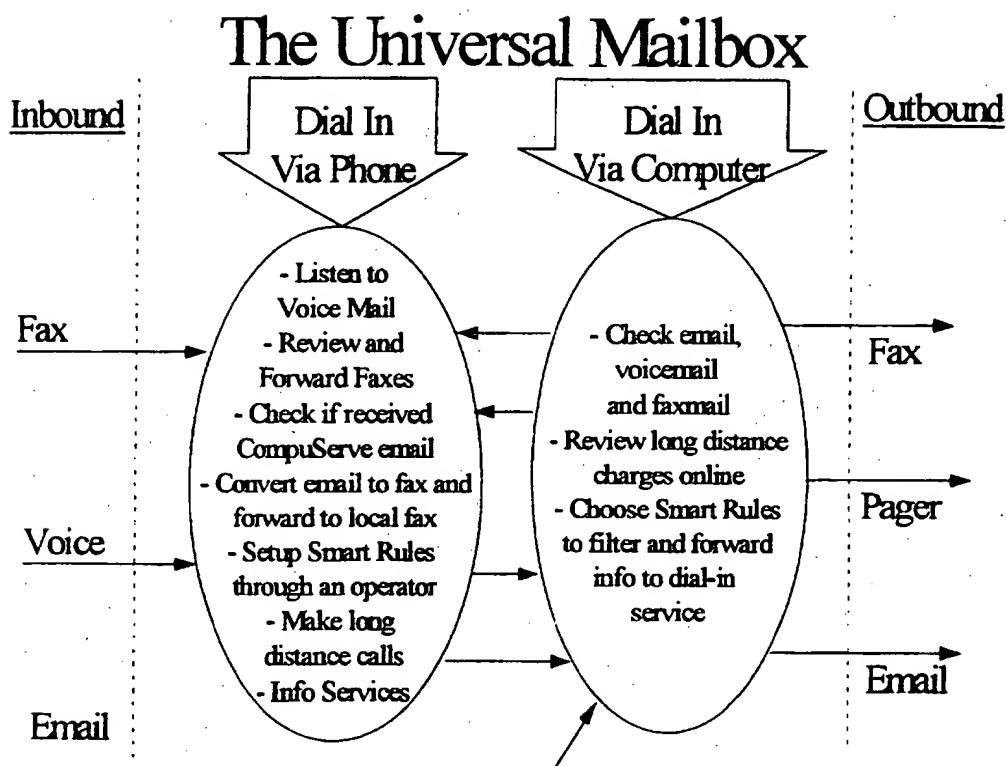 The Universal Mailbox
Inbound
Dial In
Via Phone
Dial In
Via Computer
Outbound
- Listen to
Voice Mail
- Review and
Forward Faxes
- Check if received
CompuServe email
- Convert email to fax and
forward to local fax
- Setup Smart Rules
through an operator
- Make long
distance calls
- Info Services
- Check email,
voicemail
and faxmail
- Review long distance
charges online
- Choose Smart Rules
to filter and forward
info to dial-in
service
Fax
Voice
Email
Fax
Pager
Email